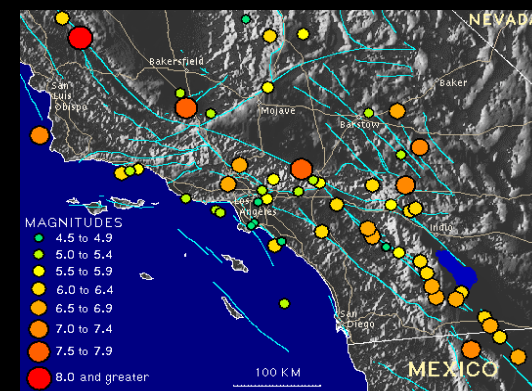 NEVADA
Bakersfield
San
Luis
Obispo
Baker
Mojave
Barstow
Los
Angeles
Indio
MAGNITUDES
4.5 to 4.9
5.0 to 5.4
5.5 to 5.9
6.0 to 6.4
6.5 to 6.9
7.0 to 7.4
7.5 to 7.9
8.0 and greater
San
Diego
100 KM
MEXICO